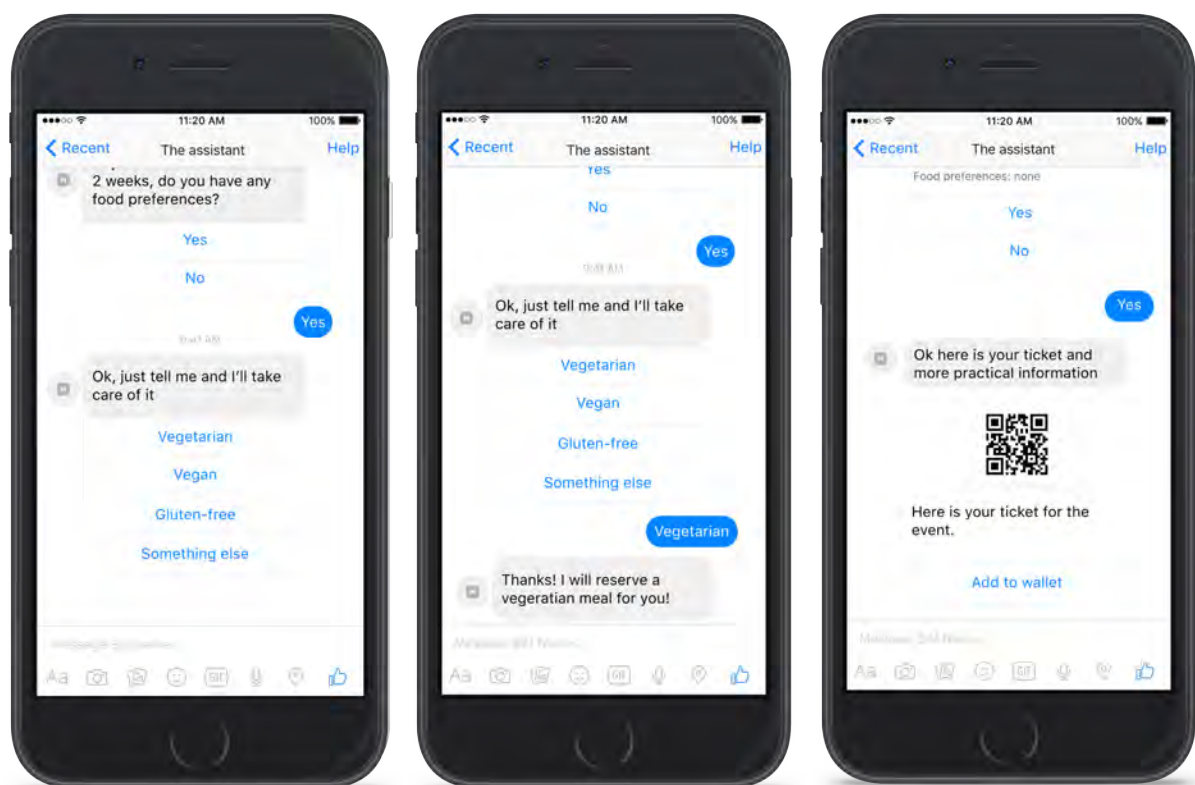 11:20 AM
100%
Recent
The assistant
Help
2 weeks, do you have any
food preferences?
Yes
No
Yes
Ok, just tell me and I'll take
care of it
Vegetarian
Vegan
Gluten-free
Something else
Aa
GIF
11:20 AM
100%
Recent
The assistant
Help
Yes
No
Yes
Ok, just tell me and I'll take
care of it
Vegetarian
Vegan
Gluten-free
Something else
Vegetarian
Thanks! I will reserve a
vegeratian meal for you!
Aa
GIF
11:20 AM
100%
Recent
The assistant
Help
Food preferences: none
Yes
No
Yes
Ok here is your ticket and
more practical information
Here is your ticket for the
event.
Add to wallet
Aa
GIF